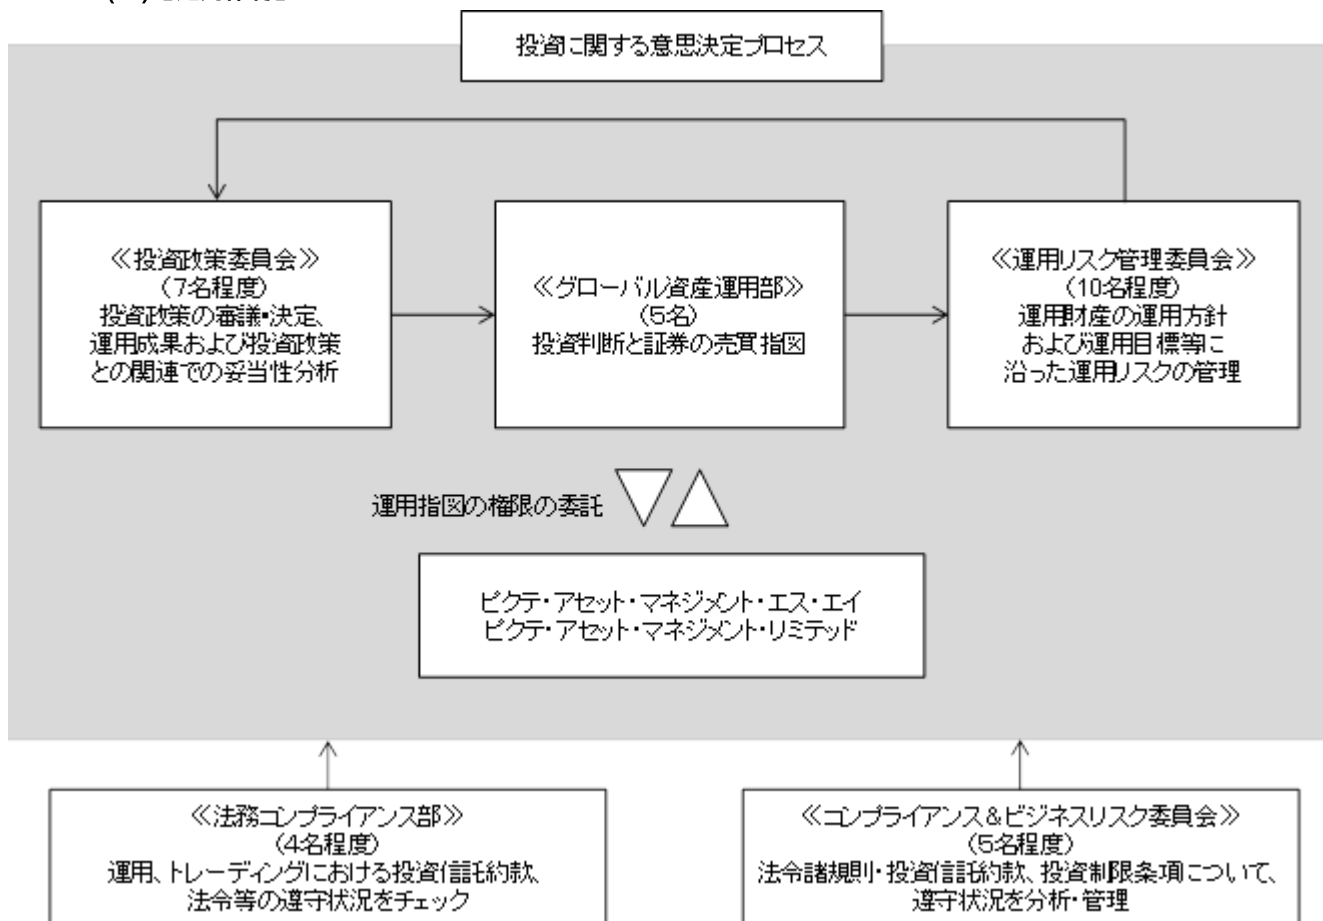 投資に関する意思決定プロセス
≪投資政策委員会≫
(7名程度)
投資政策の審議・決定、
運用成果および投資政策
との関連での妥当性分析
≪グローバル資産運用部≫
(5名)
投資判断と証券の売買指図
≪運用リスク管理委員会≫
(10名程度)
運用財産の運用方針
および運用目標等に
沿った運用リスクの管理
運用指図の権限の委託
ピクテ・アセット・マネジメント・エス・エイ
ピクテ・アセット・マネジメント・リミテッド
≪法務コンプライアンス部≫
(4名程度)
運用、トレーディングにおける投資信託約款、
法令等の遵守状況をチェック
≪コンプライアンス&ビジネスリスク委員会≫
(5名程度)
法令諸規則・投資信託約款、投資制限条項について、
遵守状況を分析・管理